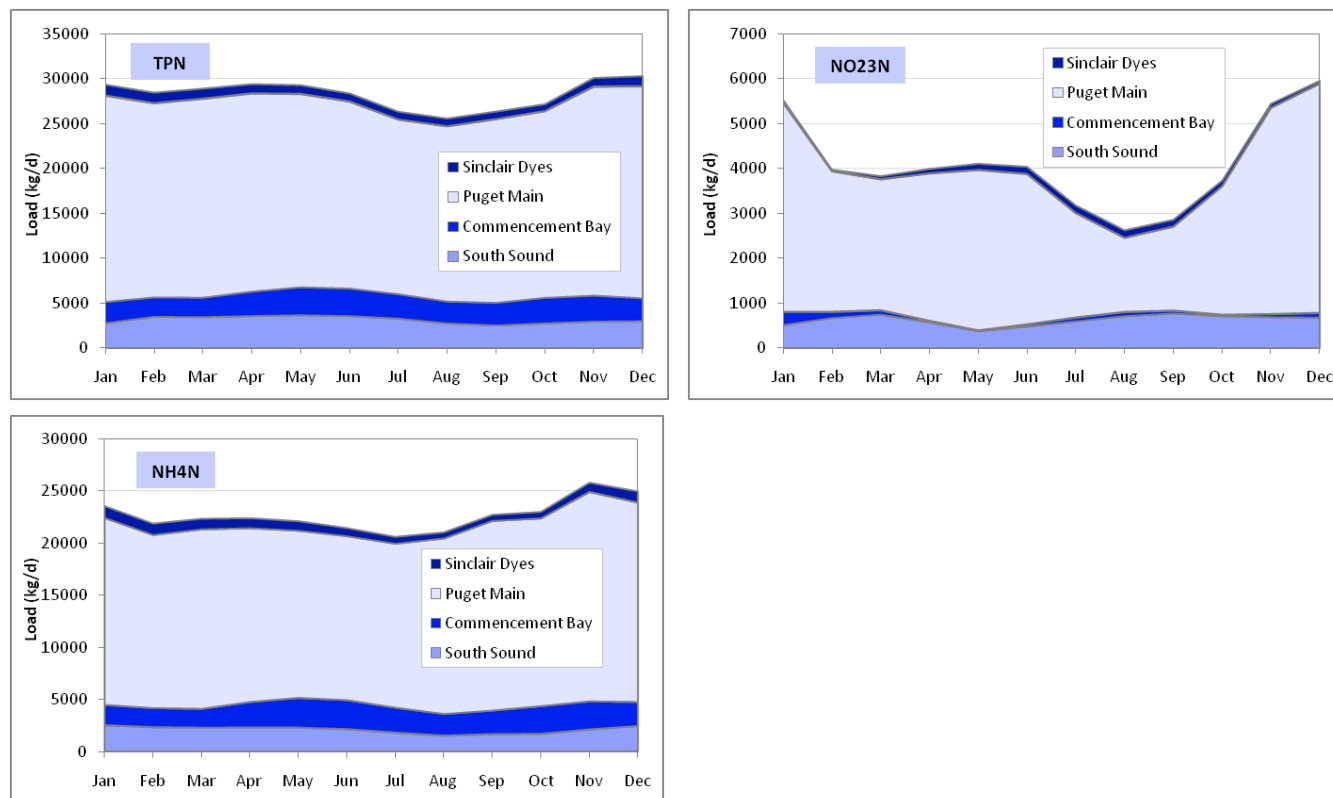 35000
30000
25000
20000
15000
10000
5000
0
Load (kg/d)
TPN
Sinclair Dyes
Puget Main
Commencement Bay
South Sound
Jan Feb Mar Apr May Jun Jul Aug Sep Oct Nov Dec
7000
6000
5000
4000
3000
2000
1000
0
Load (kg/d)
NO23N
Sinclair Dyes
Puget Main
Commencement Bay
South Sound
Jan Feb Mar Apr May Jun Jul Aug Sep Oct Nov Dec
30000
25000
20000
15000
10000
5000
0
Load (kg/d)
NH4N
Sinclair Dyes
Puget Main
Commencement Bay
South Sound
Jan Feb Mar Apr May Jun Jul Aug Sep Oct Nov Dec